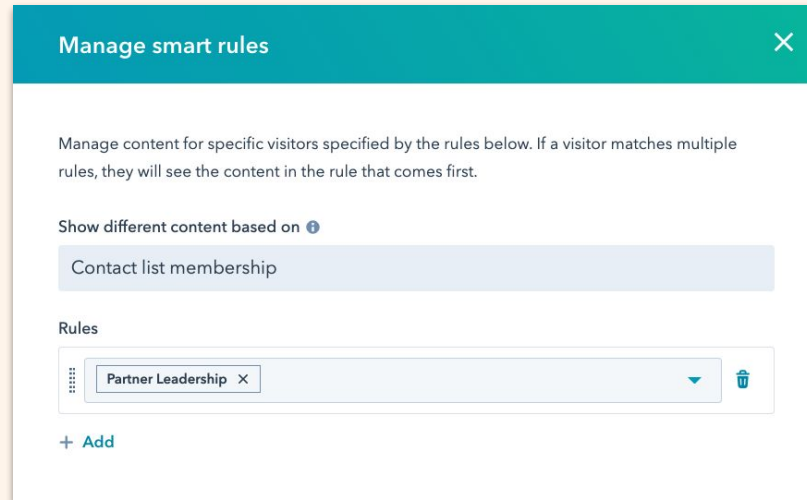 Manage smart rules
Manage content for specific visitors specified by the rules below. If a visitor matches multiple
rules, they will see the content in the rule that comes first.
Show different content based on
Contact list membership
Rules
Partner Leadership
Add